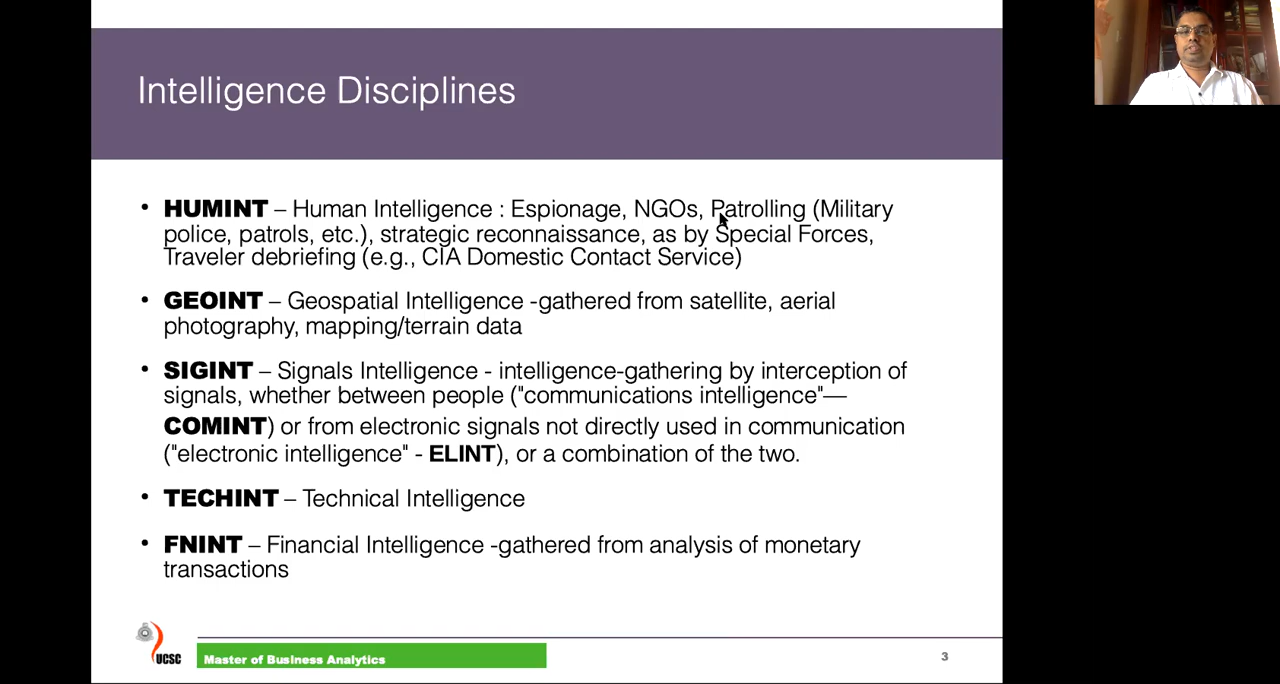 Intelligence Disciplines
• HUMINT – Human Intelligence : Espionage, NGOs, Patrolling (Military
police, patrols, etc.), strategic reconnaissance, as by Special Forces,
Traveler debriefing (e.g., CIA Domestic Contact Service)
• GEOINT – Geospatial Intelligence -gathered from satellite, aerial
photography, mapping/terrain data
• SIGINT – Signals Intelligence - intelligence-gathering by interception of
signals, whether between people ("communications intelligence"—
COMINT) or from electronic signals not directly used in communication
("electronic intelligence" - ELINT), or a combination of the two.
• TECHINT – Technical Intelligence
• FNINT – Financial Intelligence -gathered from analysis of monetary
transactions
UCSC
Master of Business Analytics
3